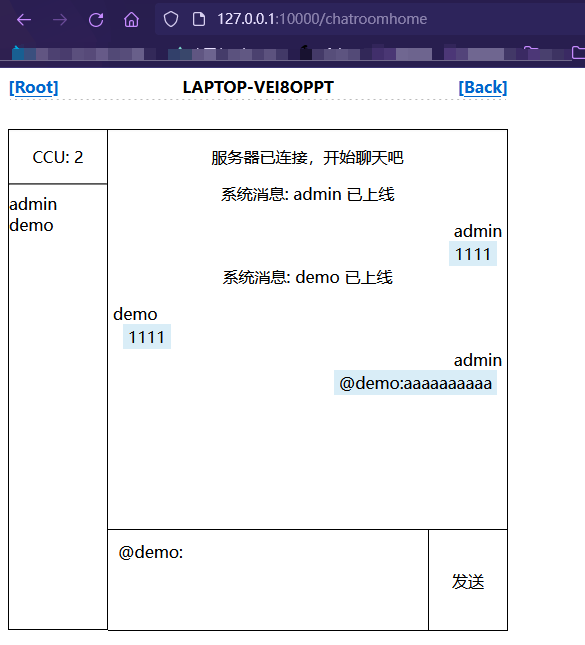 127.0.0.1:10000/chatroomhome
[Root]
LAPTOP-VEI8OPPT
[Back]
CCU: 2
admin
demo
服务器已连接，开始聊天吧
系统消息: admin 已上线
admin
1111
系统消息: demo 已上线
demo
1111
admin
@demo:aaaaaaaaaa
@demo:
发送